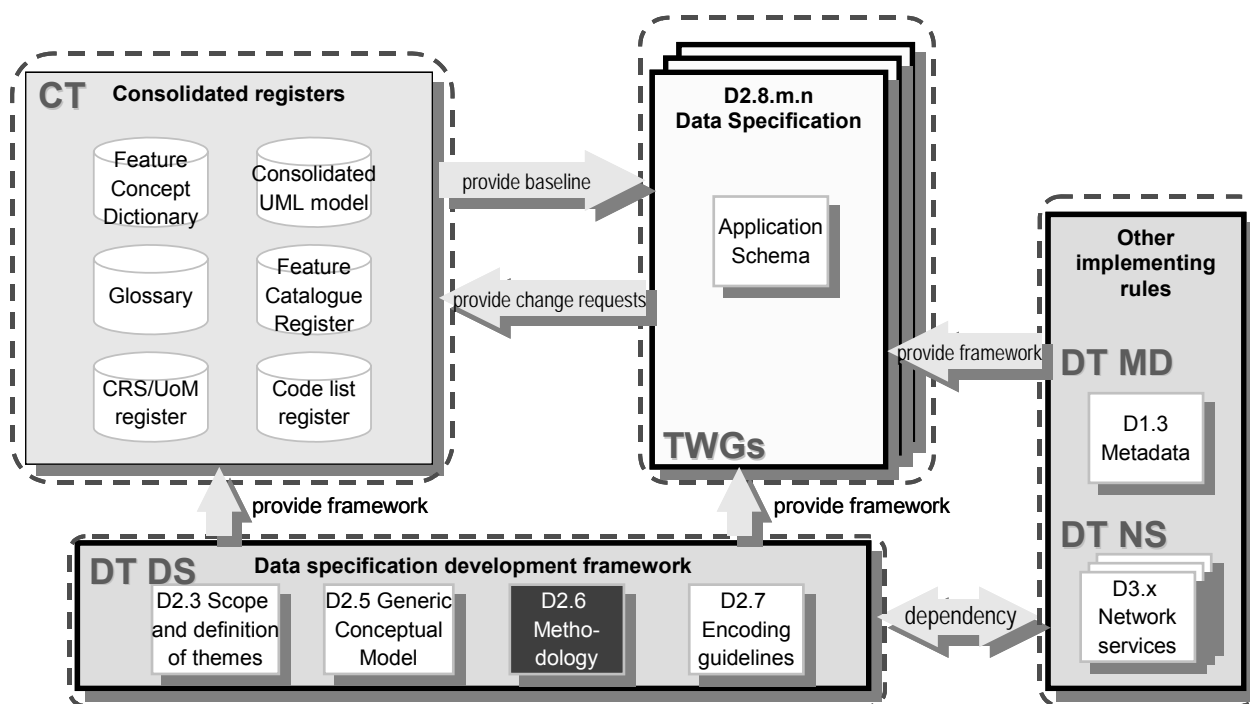 CT
Consolidated registers
Feature
Concept
Dictionary
Consolidated
UML model
Glossary
Feature
Catalogue
Register
CRS/UoM
register
Code list
register
provide baseline
provide change requests
D2.8.m.n
Data Specification
Application
Schema
TWGs
provide framework
Other
implementing
rules
DT MD
D1.3
Metadata
DT NS
D3.x
Network
services
provide framework
provide framework
DT DS
Data specification development framework
D2.3 Scope
and definition
of themes
D2.5 Generic
Conceptual
Model
D2.6
Metho-
dology
D2.7
Encoding
guidelines
dependency